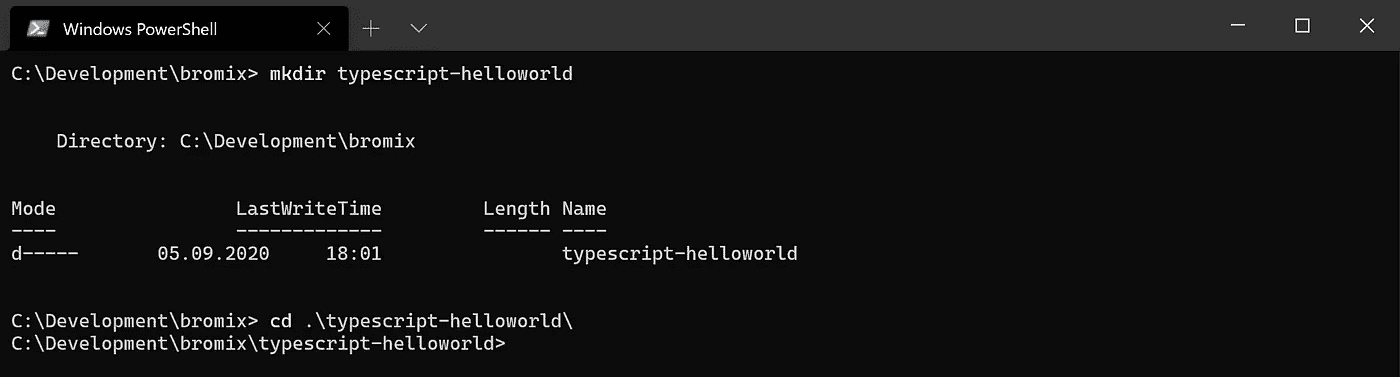 Windows PowerShell
C:\Development\bromix> mkdir typescript-helloworld
Directory: C:\Development\bromix
Mode LastWriteTime Length Name
---- ------------- ------ ----
d----- 05.09.2020 18:01 typescript-helloworld
C:\Development\bromix> cd .\typescript-helloworld\
C:\Development\bromix\typescript-helloworld>